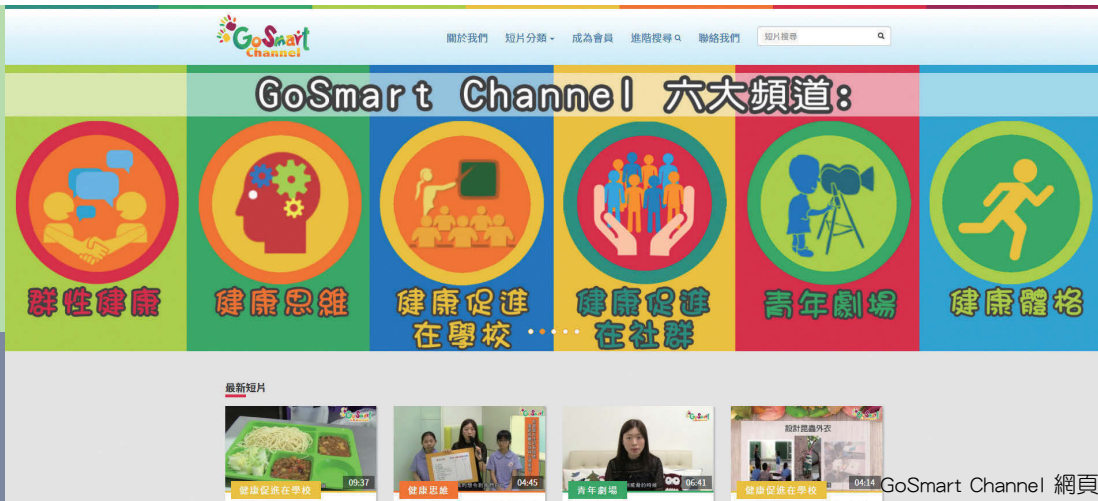 GoSmart
Channel
關於我們 短片分類 成為會員 進階搜尋 聯絡我們 短片搜尋
GoSmart Channel 六大頻道:
群性健康
健康思維
健康促進
在學校
健康促進
在社群
青年劇場
健康體格
最新短片
GoSmart
09:37
健康促進在學校
GoSmart
04:45
健康思維
GoSmart
06:41
青年劇場
設計昆蟲外衣
04:14
健康促進在學校
GoSmart Channel 網頁